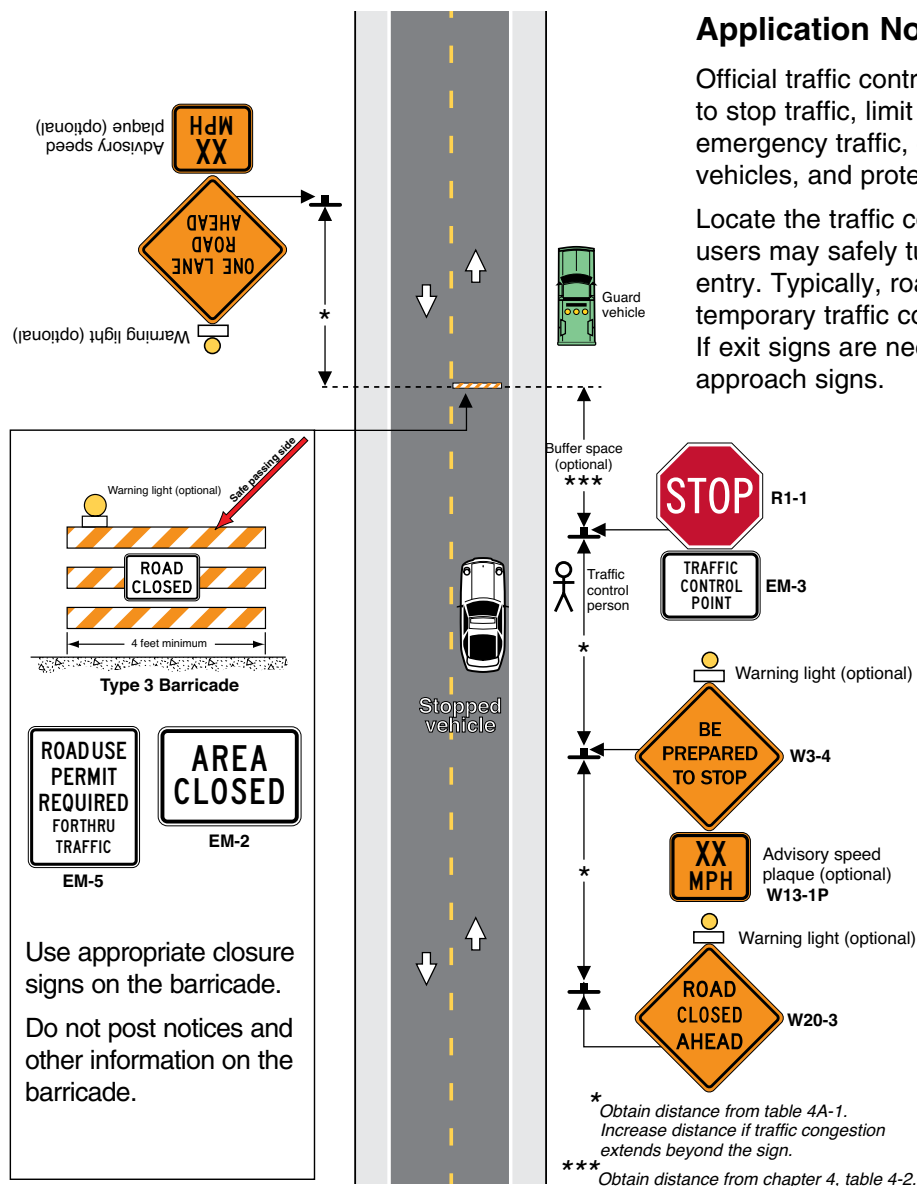 Application No
Official traffic contr
to stop traffic, limit
emergency traffic,
vehicles, and prote
Locate the traffic co
users may safely tu
entry. Typically, roa
temporary traffic co
If exit signs are nee
approach signs.
XX
MPH
Advisory speed
plaque (optional)
ONE LANE
ROAD
AHEAD
Warning light (optional)
*
Guard
vehicle
Buffer space
(optional)
***
STOP
R1-1
TRAFFIC
CONTROL
POINT
EM-3
Traffic
control
person
*
Stopped
vehicle
Warning light (optional)
BE
PREPARED
TO STOP
W3-4
XX
MPH
Advisory speed
plaque (optional)
W13-1P
*
Warning light (optional)
ROAD
CLOSED
AHEAD
W20-3
Safe passing side
Warning light (optional)
ROAD
CLOSED
4 feet minimum
Type 3 Barricade
ROADUSE
PERMIT
REQUIRED
FORTHRU
TRAFFIC
EM-5
AREA
CLOSED
EM-2
Use appropriate closure
signs on the barricade.
Do not post notices and
other information on the
barricade.
*
Obtain distance from table 4A-1.
Increase distance if traffic congestion
extends beyond the sign.
***
Obtain distance from chapter 4, table 4-2.